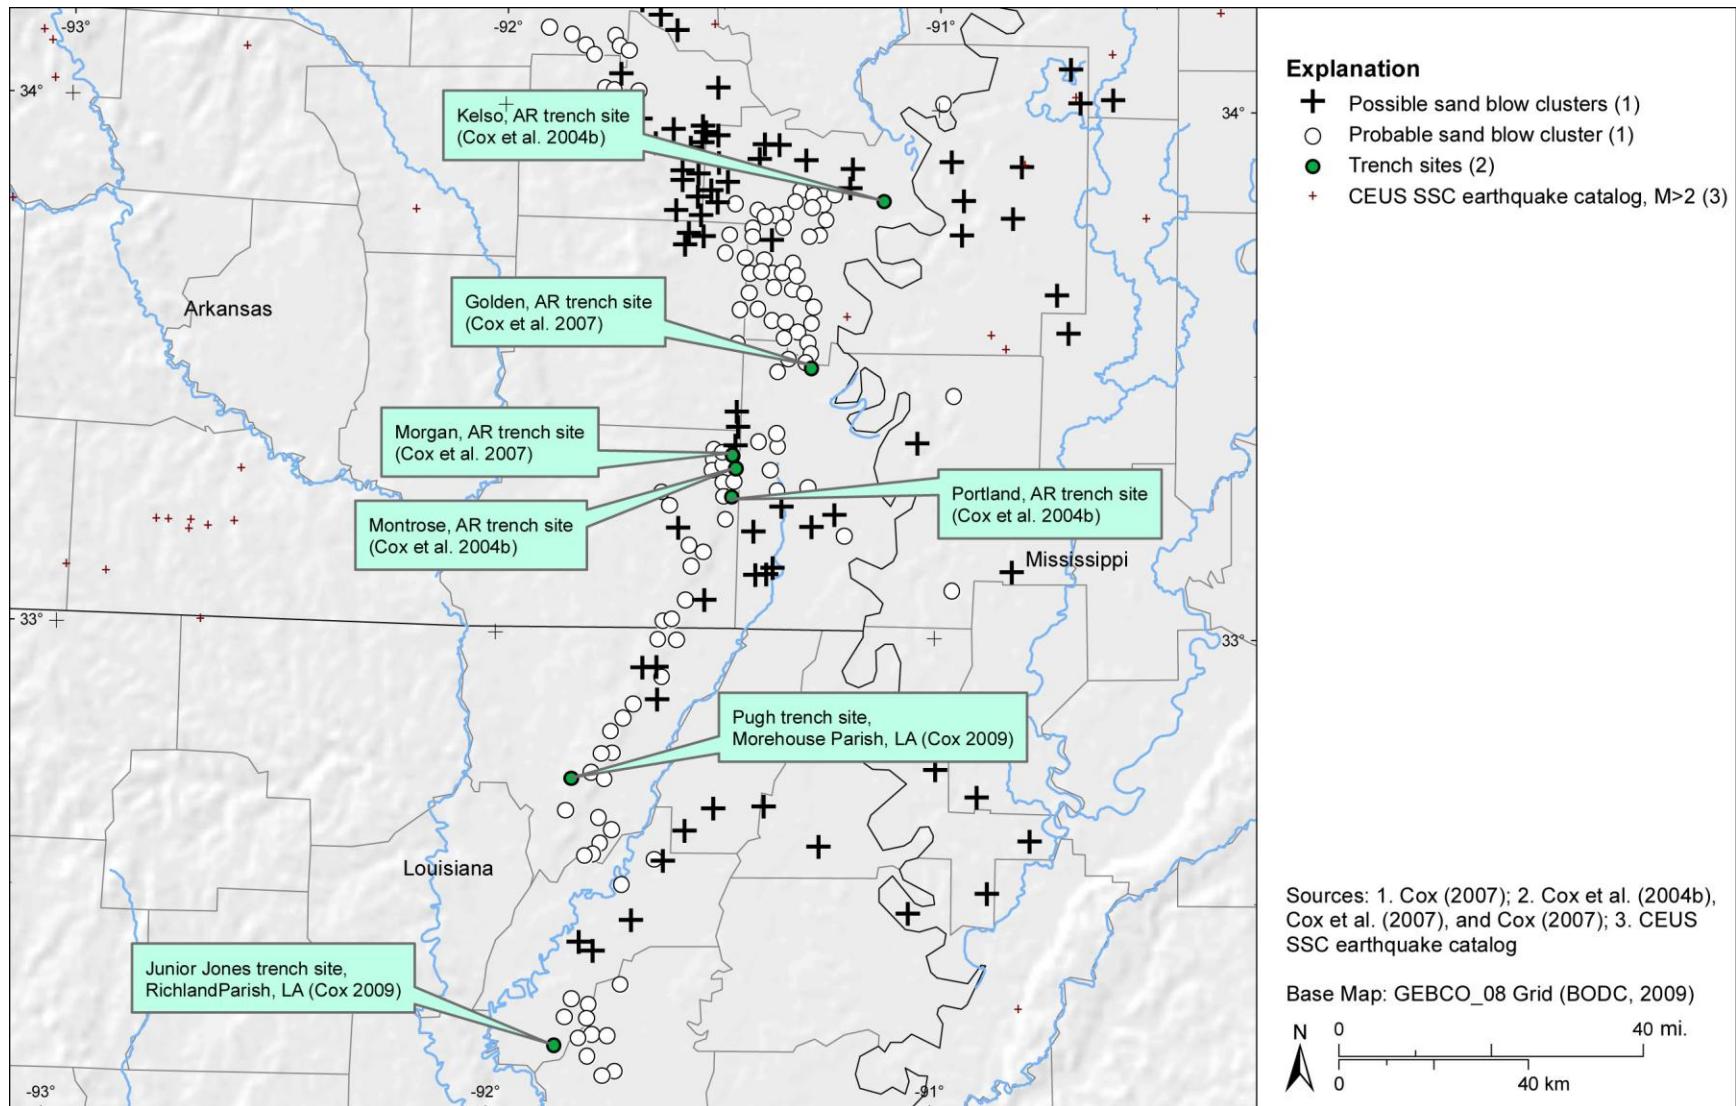 -93°
-92°
-91°
34°
34°
Kelso, AR trench site
(Cox et al. 2004b)
Arkansas
Golden, AR trench site
(Cox et al. 2007)
Morgan, AR trench site
(Cox et al. 2007)
Montrose, AR trench site
(Cox et al. 2004b)
Portland, AR trench site
(Cox et al. 2004b)
Mississippi
33°
33°
Pugh trench site,
Morehouse Parish, LA (Cox 2009)
Louisiana
Junior Jones trench site,
RichlandParish, LA (Cox 2009)
-93°
-92°
-91°
Explanation
Possible sand blow clusters (1)
Probable sand blow cluster (1)
Trench sites (2)
CEUS SSC earthquake catalog, M>2 (3)
Sources: 1. Cox (2007); 2. Cox et al. (2004b),
Cox et al. (2007), and Cox (2007); 3. CEUS
SSC earthquake catalog
Base Map: GEBCO_08 Grid (BODC, 2009)
N
0 40 mi.
0 40 km